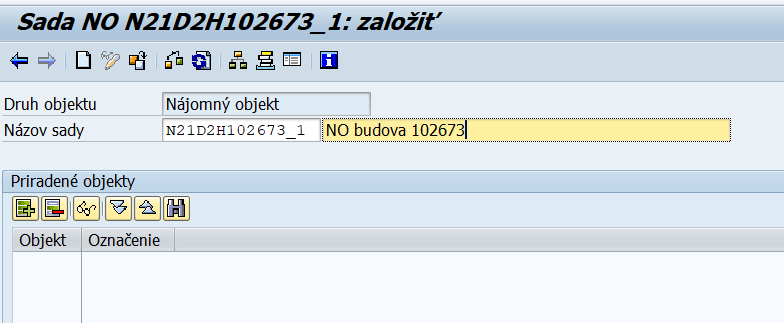 Sada NO N21D2H102673_1: založiť
Druh objektu Nájomný objekt
Názov sady N21D2H102673_1 NO budova 102673
Priradené objekty
Objekt Označenie